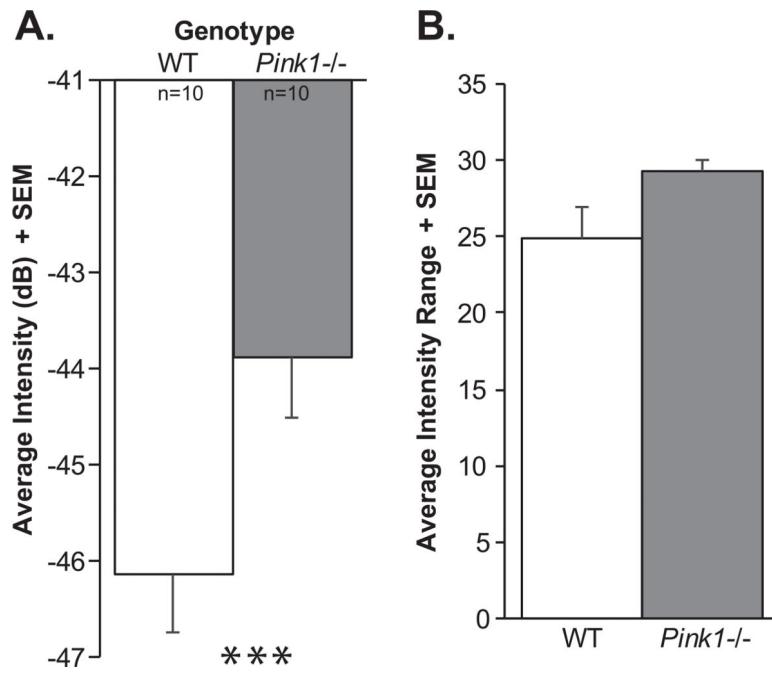 A.
Genotype
WT Pink1-/-
n=10 n=10
-41
-42
-43
-44
-45
-46
-47
Average Intensity (dB) + SEM
***
B.
35
30
25
20
15
10
5
0
Average Intensity Range + SEM
WT Pink1-/-